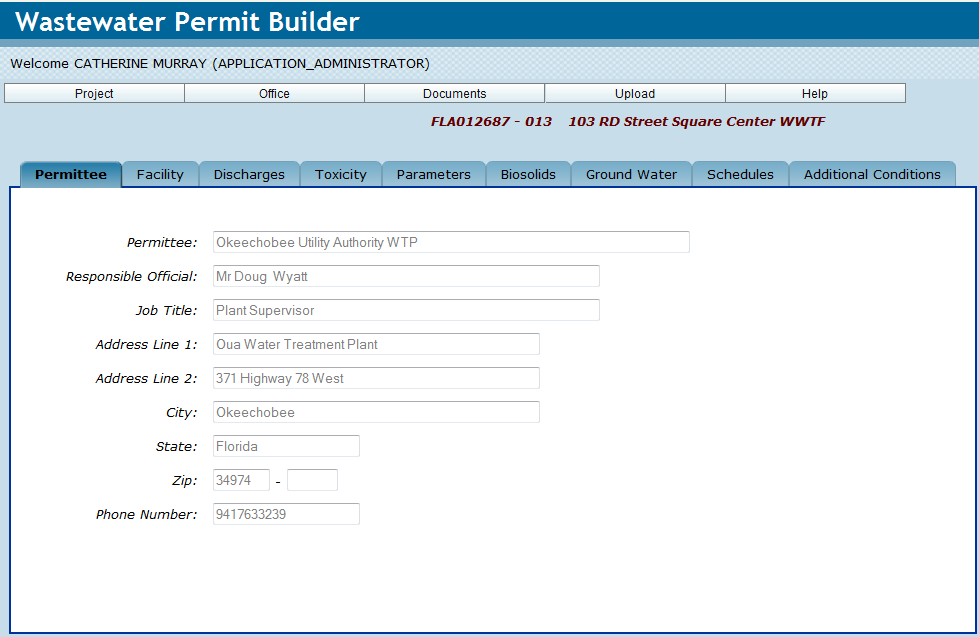 Wastewater Permit Builder
Welcome CATHERINE MURRAY (APPLICATION_ADMINISTRATOR)
Project Office Documents Upload Help
FLA012687 - 013 103 RD Street Square Center WWTF
Permittee Facility Discharges Toxicity Parameters Biosolids Ground Water Schedules Additional Conditions
Permittee: Okeechobee Utility Authority WTP
Responsible Official: Mr Doug Wyatt
Job Title: Plant Supervisor
Address Line 1: Oua Water Treatment Plant
Address Line 2: 371 Highway 78 West
City: Okeechobee
State: Florida
Zip: 34974 -
Phone Number: 9417633239